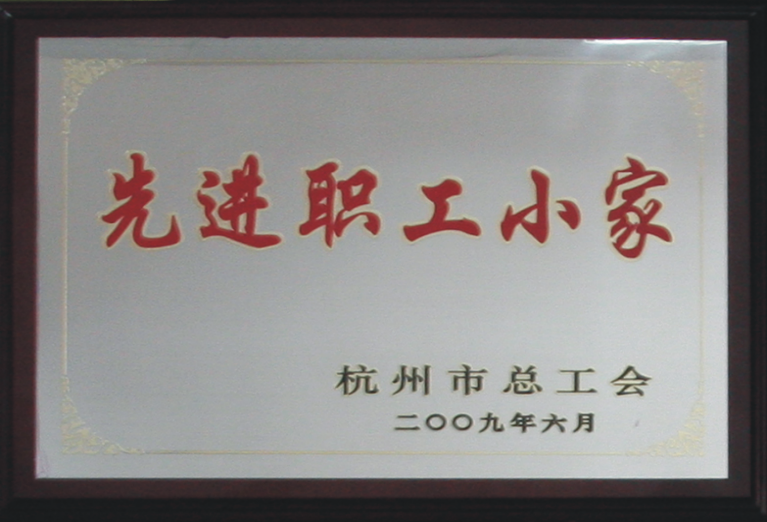 先进职工小家
杭州市总工会
二〇〇九年六月